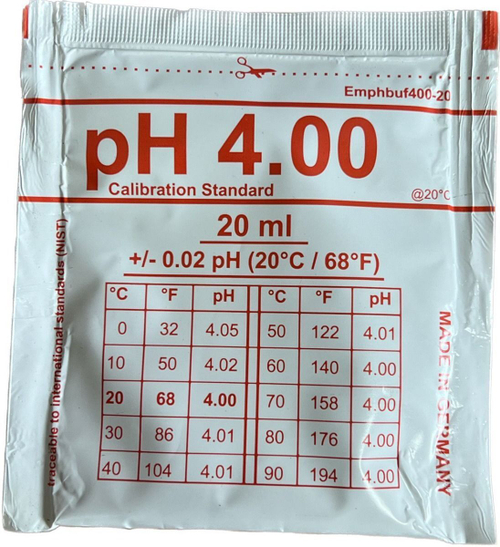 Emphbuf400-20
pH 4.00
Calibration Standard
@20°C
20 ml
+/- 0.02 pH (20°C / 68°F)
°C °F pH °C °F pH
0 32 4.05 50 122 4.01
10 50 4.02 60 140 4.00
20 68 4.00 70 158 4.00
30 86 4.01 80 176 4.00
40 104 4.01 90 194 4.00
traceable to international standards (NIST)
MADE IN GERMANY